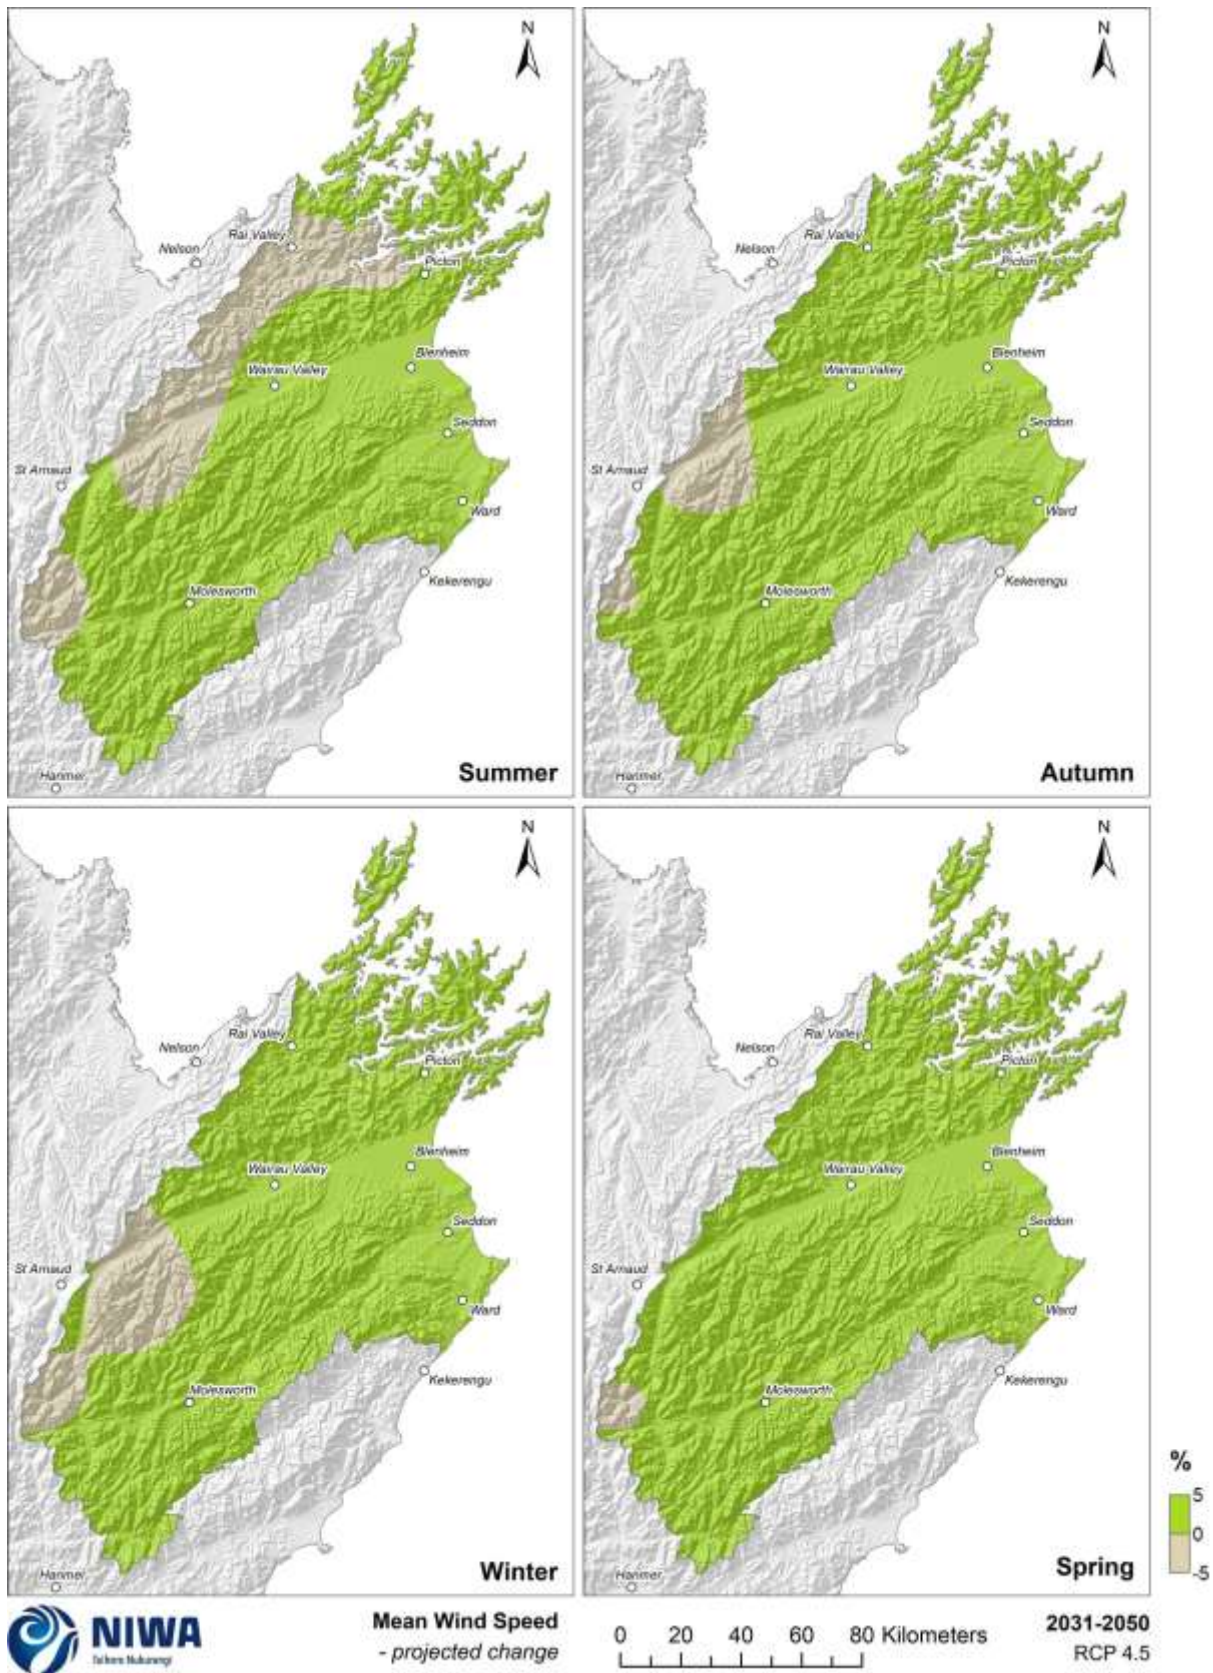 N
Rai Valley
Nelson
Picton
Blenheim
Wairau Valley
Seddon
St Arnaud
Ward
Kekerengu
Molesworth
Hanmer
Summer
N
Rai Valley
Nelson
Picton
Blenheim
Wairau Valley
Seddon
St Arnaud
Ward
Kekerengu
Molesworth
Hanmer
Autumn
N
Rai Valley
Nelson
Picton
Blenheim
Wairau Valley
Seddon
St Arnaud
Ward
Kekerengu
Molesworth
Hanmer
Winter
N
Rai Valley
Nelson
Picton
Blenheim
Wairau Valley
Seddon
St Arnaud
Ward
Kekerengu
Molesworth
Hanmer
Spring
%
5
0
-5
NIWA
Taihoro Nukurangi
Mean Wind Speed
- projected change
0 20 40 60 80 Kilometers
2031-2050
RCP 4.5